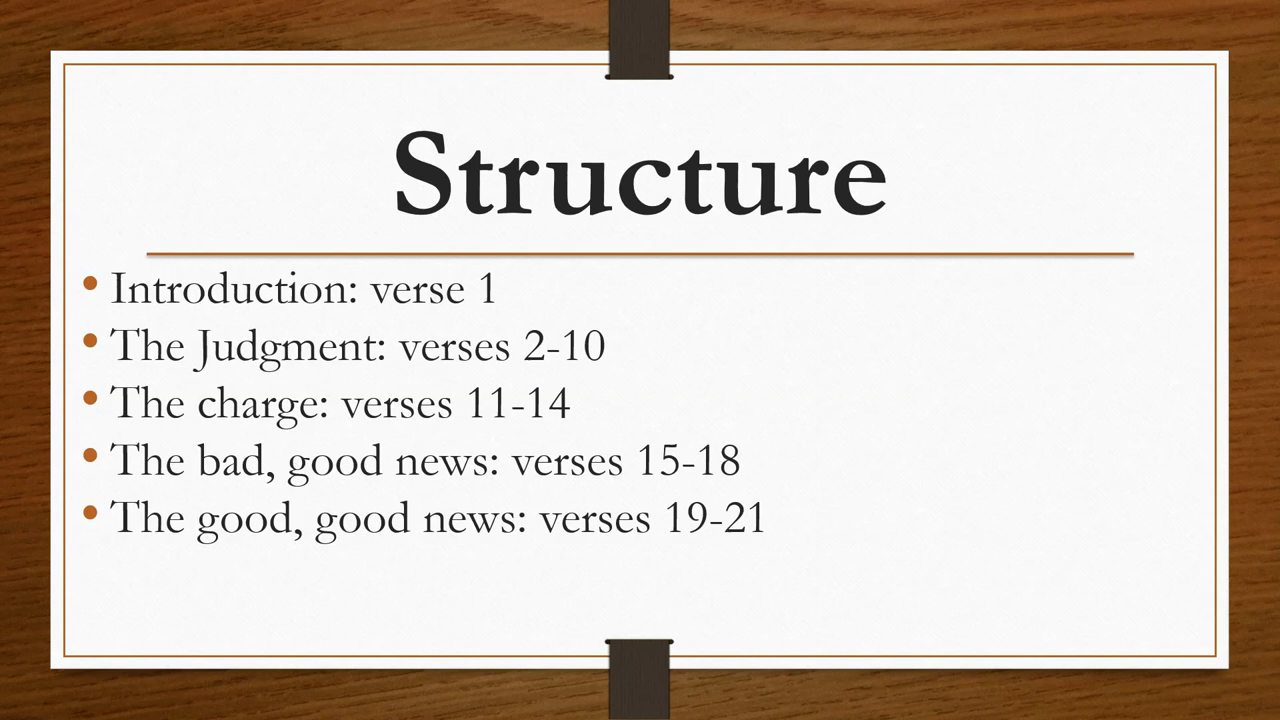 Structure
• Introduction: verse 1
• The Judgment: verses 2-10
• The charge: verses 11-14
• The bad, good news: verses 15-18
• The good, good news: verses 19-21